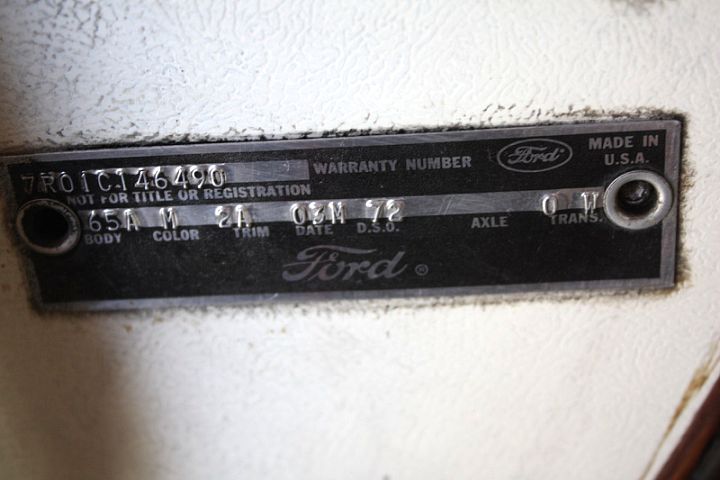 7R01C146490 WARRANTY NUMBER Ford MADE IN U.S.A.
NOT FOR TITLE OR REGISTRATION
65A M 2A 03M 72 0 W
BODY COLOR TRIM DATE D.S.O. AXLE TRANS.
Ford ®